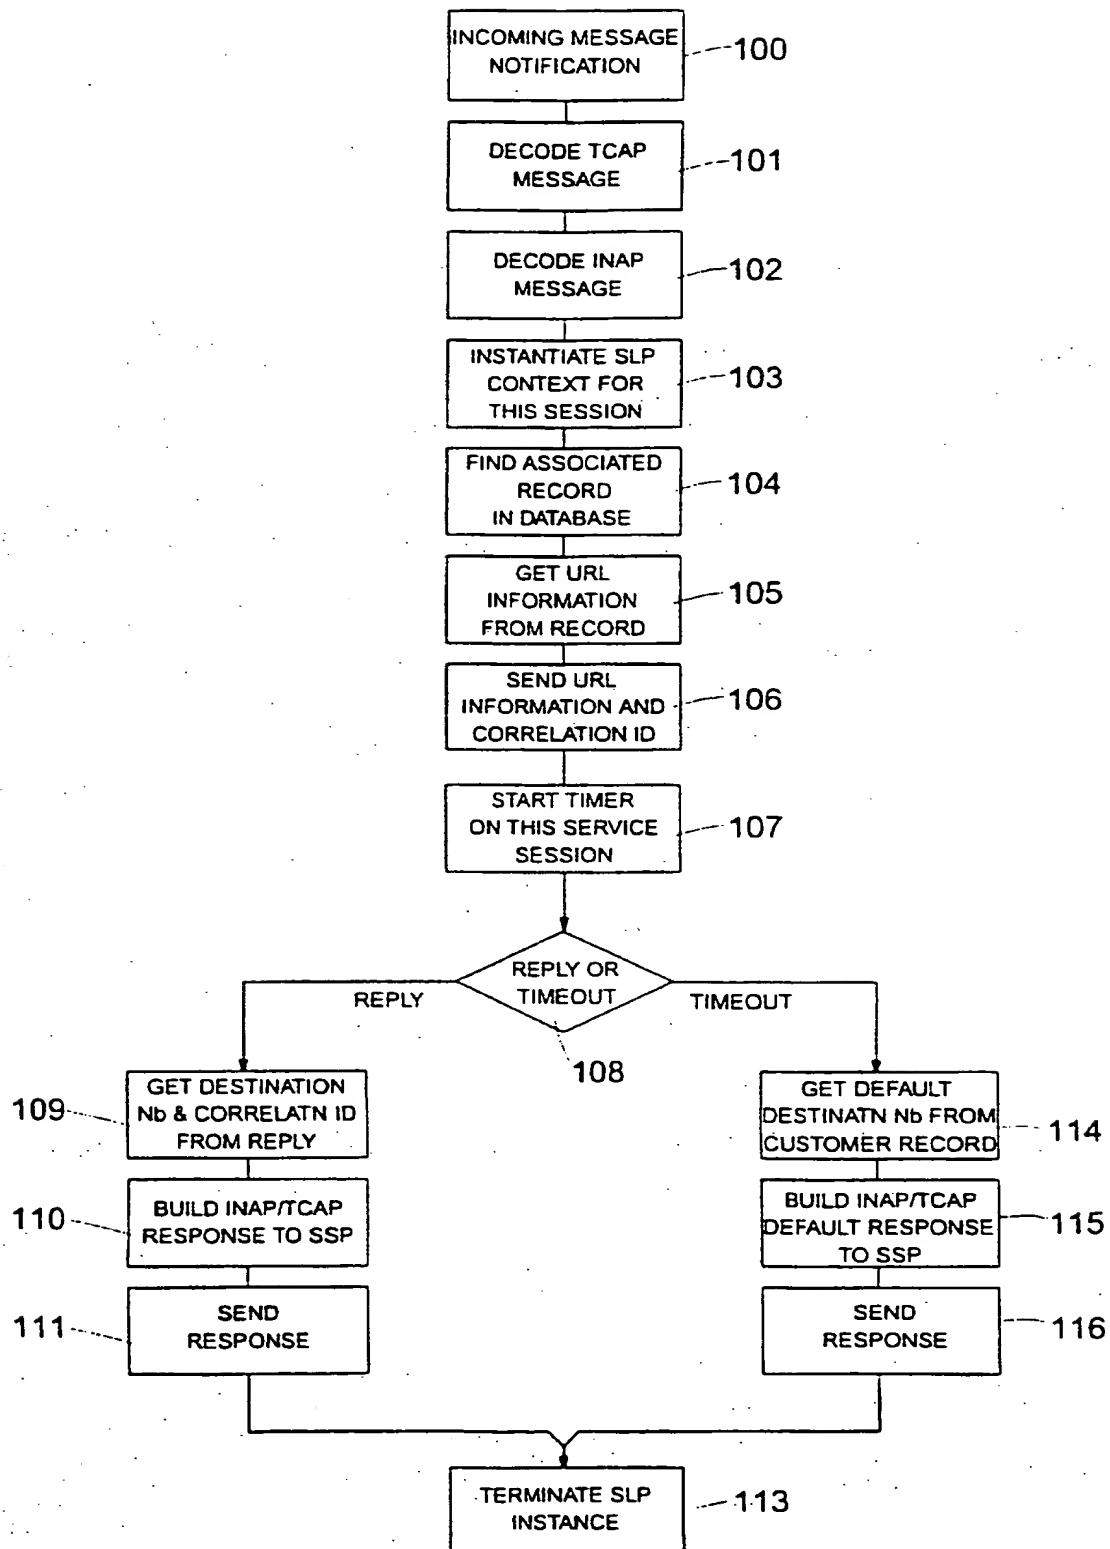 INCOMING MESSAGE
NOTIFICATION
100
DECODE TCAP
MESSAGE
101
DECODE INAP
MESSAGE
102
INSTANTIATE SLP
CONTEXT FOR
THIS SESSION
103
FIND ASSOCIATED
RECORD
IN DATABASE
104
GET URL
INFORMATION
FROM RECORD
105
SEND URL
INFORMATION AND
CORRELATION ID
106
START TIMER
ON THIS SERVICE
SESSION
107
REPLY OR
TIMEOUT
108
REPLY
TIMEOUT
GET DESTINATION
Nb & CORRELATN ID
FROM REPLY
109
BUILD INAP/TCAP
RESPONSE TO SSP
110
SEND
RESPONSE
111
GET DEFAULT
DESTINATN Nb FROM
CUSTOMER RECORD
114
BUILD INAP/TCAP
DEFAULT RESPONSE
TO SSP
115
SEND
RESPONSE
116
TERMINATE SLP
INSTANCE
113